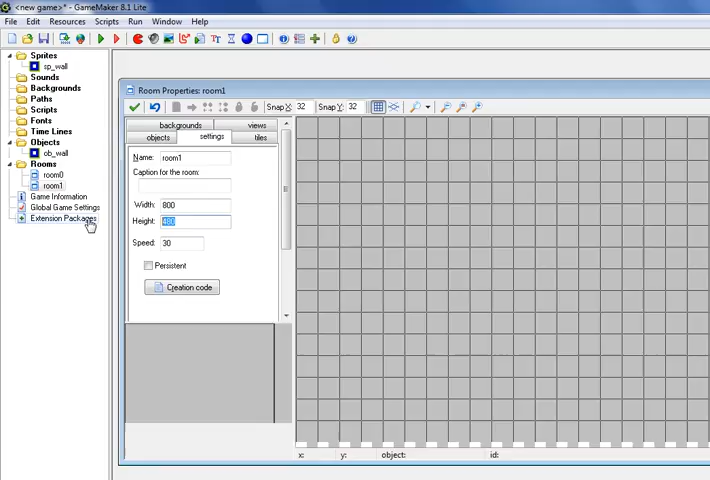 <new game>* - GameMaker 8.1 Lite
File Edit Resources Scripts Run Window Help
Sprites
sp_wall
Sounds
Backgrounds
Paths
Scripts
Fonts
Time Lines
Objects
ob_wall
Rooms
room0
room1
Game Information
Global Game Settings
Extension Packages
Room Properties: room1
Snap X: 32 Snap Y: 32
backgrounds views
objects settings tiles
Name: room1
Caption for the room:
Width: 800
Height: 480
Speed: 30
Persistent
Creation code
x: y: object: id: